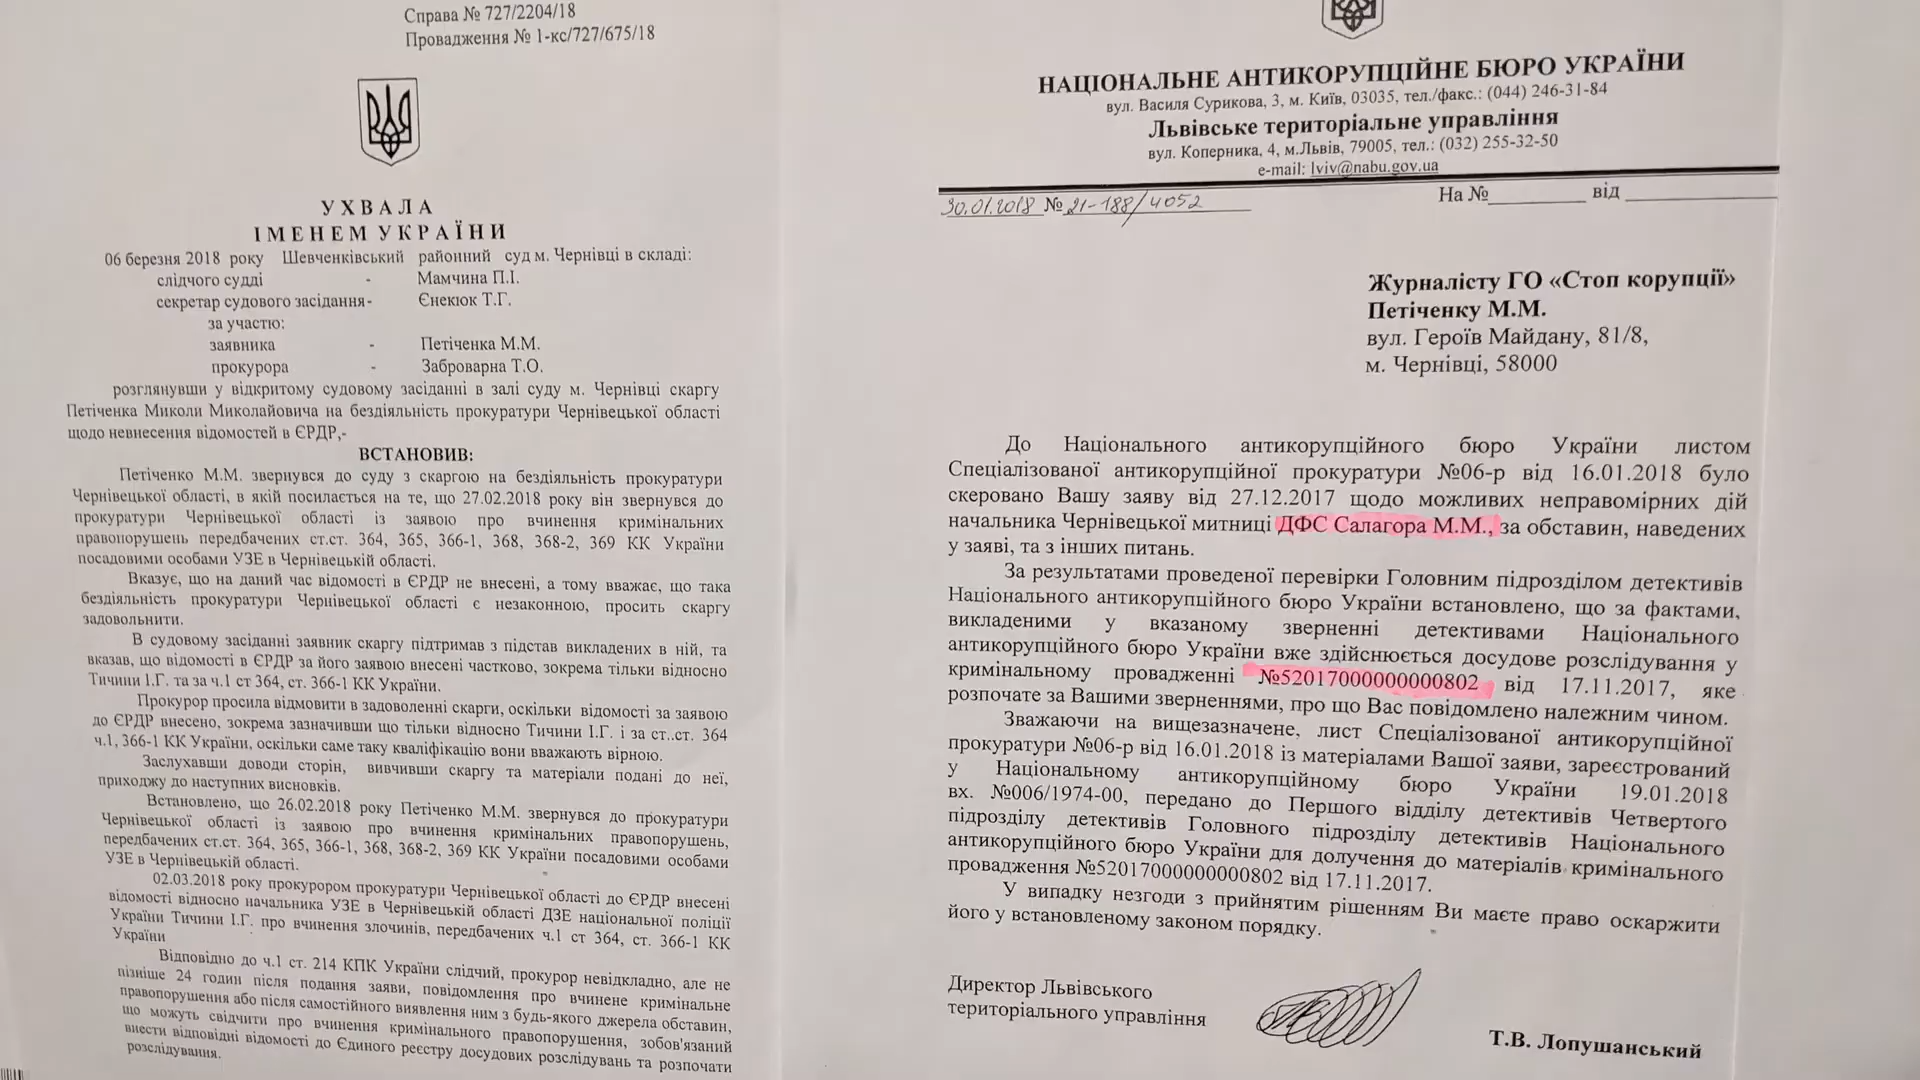 Справа № 727/2204/18
Провадження № 1-кс/727/675/18
УХВАЛА
ІМЕНЕМ УКРАЇНИ
06 березня 2018 року Шевченківський районний суд м. Чернівці в складі:
слідчого судді - Мамчина П.І.
секретар судового засідання- Єнекюк Т.Г.
за участю:
заявника - Петіченка М.М.
прокурора - Заброварна Т.О.
розглянувши у відкритому судовому засіданні в залі суду м. Чернівці скаргу
Петіченка Миколи Миколайовича на бездіяльність прокуратури Чернівецької області
щодо невнесення відомостей в ЄРДР,-
ВСТАНОВИВ:
Петіченко М.М. звернувся до суду з скаргою на бездіяльність прокуратури
Чернівецької області, в якій посилається на те, що 27.02.2018 року він звернувся до
прокуратури Чернівецької області із заявою про вчинення кримінальних
правопорушень передбачених ст.ст. 364, 365, 366-1, 368, 368-2, 369 КК України
посадовими особами УЗЕ в Чернівецькій області.
Вказує, що на даний час відомості в ЄРДР не внесені, а тому вважає, що така
бездіяльність прокуратури Чернівецької області є незаконною, просить скаргу
задовольнити.
В судовому засіданні заявник скаргу підтримав з підстав викладених в ній, та
вказав, що відомості в ЄРДР за його заявою внесені частково, зокрема тільки відносно
Тичини І.Г. та за ч.1 ст 364, ст. 366-1 КК України.
Прокурор просила відмовити в задоволенні скарги, оскільки відомості за заявою
до ЄРДР внесено, зокрема зазначивши що тільки відносно Тичини І.Г. і за ст..ст. 364
ч.1, 366-1 КК України, оскільки саме таку кваліфікацію вони вважають вірною.
Заслухавши доводи сторін, вивчивши скаргу та матеріали подані до неї,
приходжу до наступних висновків.
Встановлено, що 26.02.2018 року Петіченко М.М. звернувся до прокуратури
Чернівецької області із заявою про вчинення кримінальних правопорушень,
передбачених ст.ст. 364, 365, 366-1, 368, 368-2, 369 КК України посадовими особами
УЗЕ в Чернівецькій області.
02.03.2018 року прокурором прокуратури Чернівецької області до ЄРДР внесені
відомості відносно начальника УЗЕ в Чернівецькій області ДЗЕ національної поліції
України Тичини І.Г. про вчинення злочинів, передбачених ч.1 ст 364, ст. 366-1 КК
України
Відповідно до ч.1 ст. 214 КПК України слідчий, прокурор невідкладно, але не
пізніше 24 годин після подання заяви, повідомлення про вчинене кримінальне
правопорушення або після самостійного виявлення ним з будь-якого джерела обставин,
що можуть свідчити про вчинення кримінального правопорушення, зобов'язаний
внести відповідні відомості до Єдиного реєстру досудових розслідувань та розпочати
розслідування.
НАЦІОНАЛЬНЕ АНТИКОРУПЦІЙНЕ БЮРО УКРАЇНИ
вул. Василя Сурикова, 3, м. Київ, 03035, тел./факс.: (044) 246-31-84
Львівське територіальне управління
вул. Коперника, 4, м.Львів, 79005, тел.: (032) 255-32-50
e-mail: lviv@nabu.gov.ua
30.01.2018 № 21-188/4052 На № від
Журналісту ГО «Стоп корупції»
Петіченку М.М.
вул. Героїв Майдану, 81/8,
м. Чернівці, 58000
До Національного антикорупційного бюро України листом
Спеціалізованої антикорупційної прокуратури №06-р від 16.01.2018 було
скеровано Вашу заяву від 27.12.2017 щодо можливих неправомірних дій
начальника Чернівецької митниці ДФС Салагора М.М., за обставин, наведених
у заяві, та з інших питань.
За результатами проведеної перевірки Головним підрозділом детективів
Національного антикорупційного бюро України встановлено, що за фактами,
викладеними у вказаному зверненні детективами Національного
антикорупційного бюро України вже здійснюється досудове розслідування у
кримінальному провадженні №52017000000000802 від 17.11.2017, яке
розпочате за Вашими зверненнями, про що Вас повідомлено належним чином.
Зважаючи на вищезазначене, лист Спеціалізованої антикорупційної
прокуратури №06-р від 16.01.2018 із матеріалами Вашої заяви, зареєстрований
у Національному антикорупційному бюро України 19.01.2018
вх. №006/1974-00, передано до Першого відділу детективів Четвертого
підрозділу детективів Головного підрозділу детективів Національного
антикорупційного бюро України для долучення до матеріалів кримінального
провадження №52017000000000802 від 17.11.2017.
У випадку незгоди з прийнятим рішенням Ви маєте право оскаржити
його у встановленому законом порядку.
Директор Львівського
територіального управління
Т.В. Лопушанський